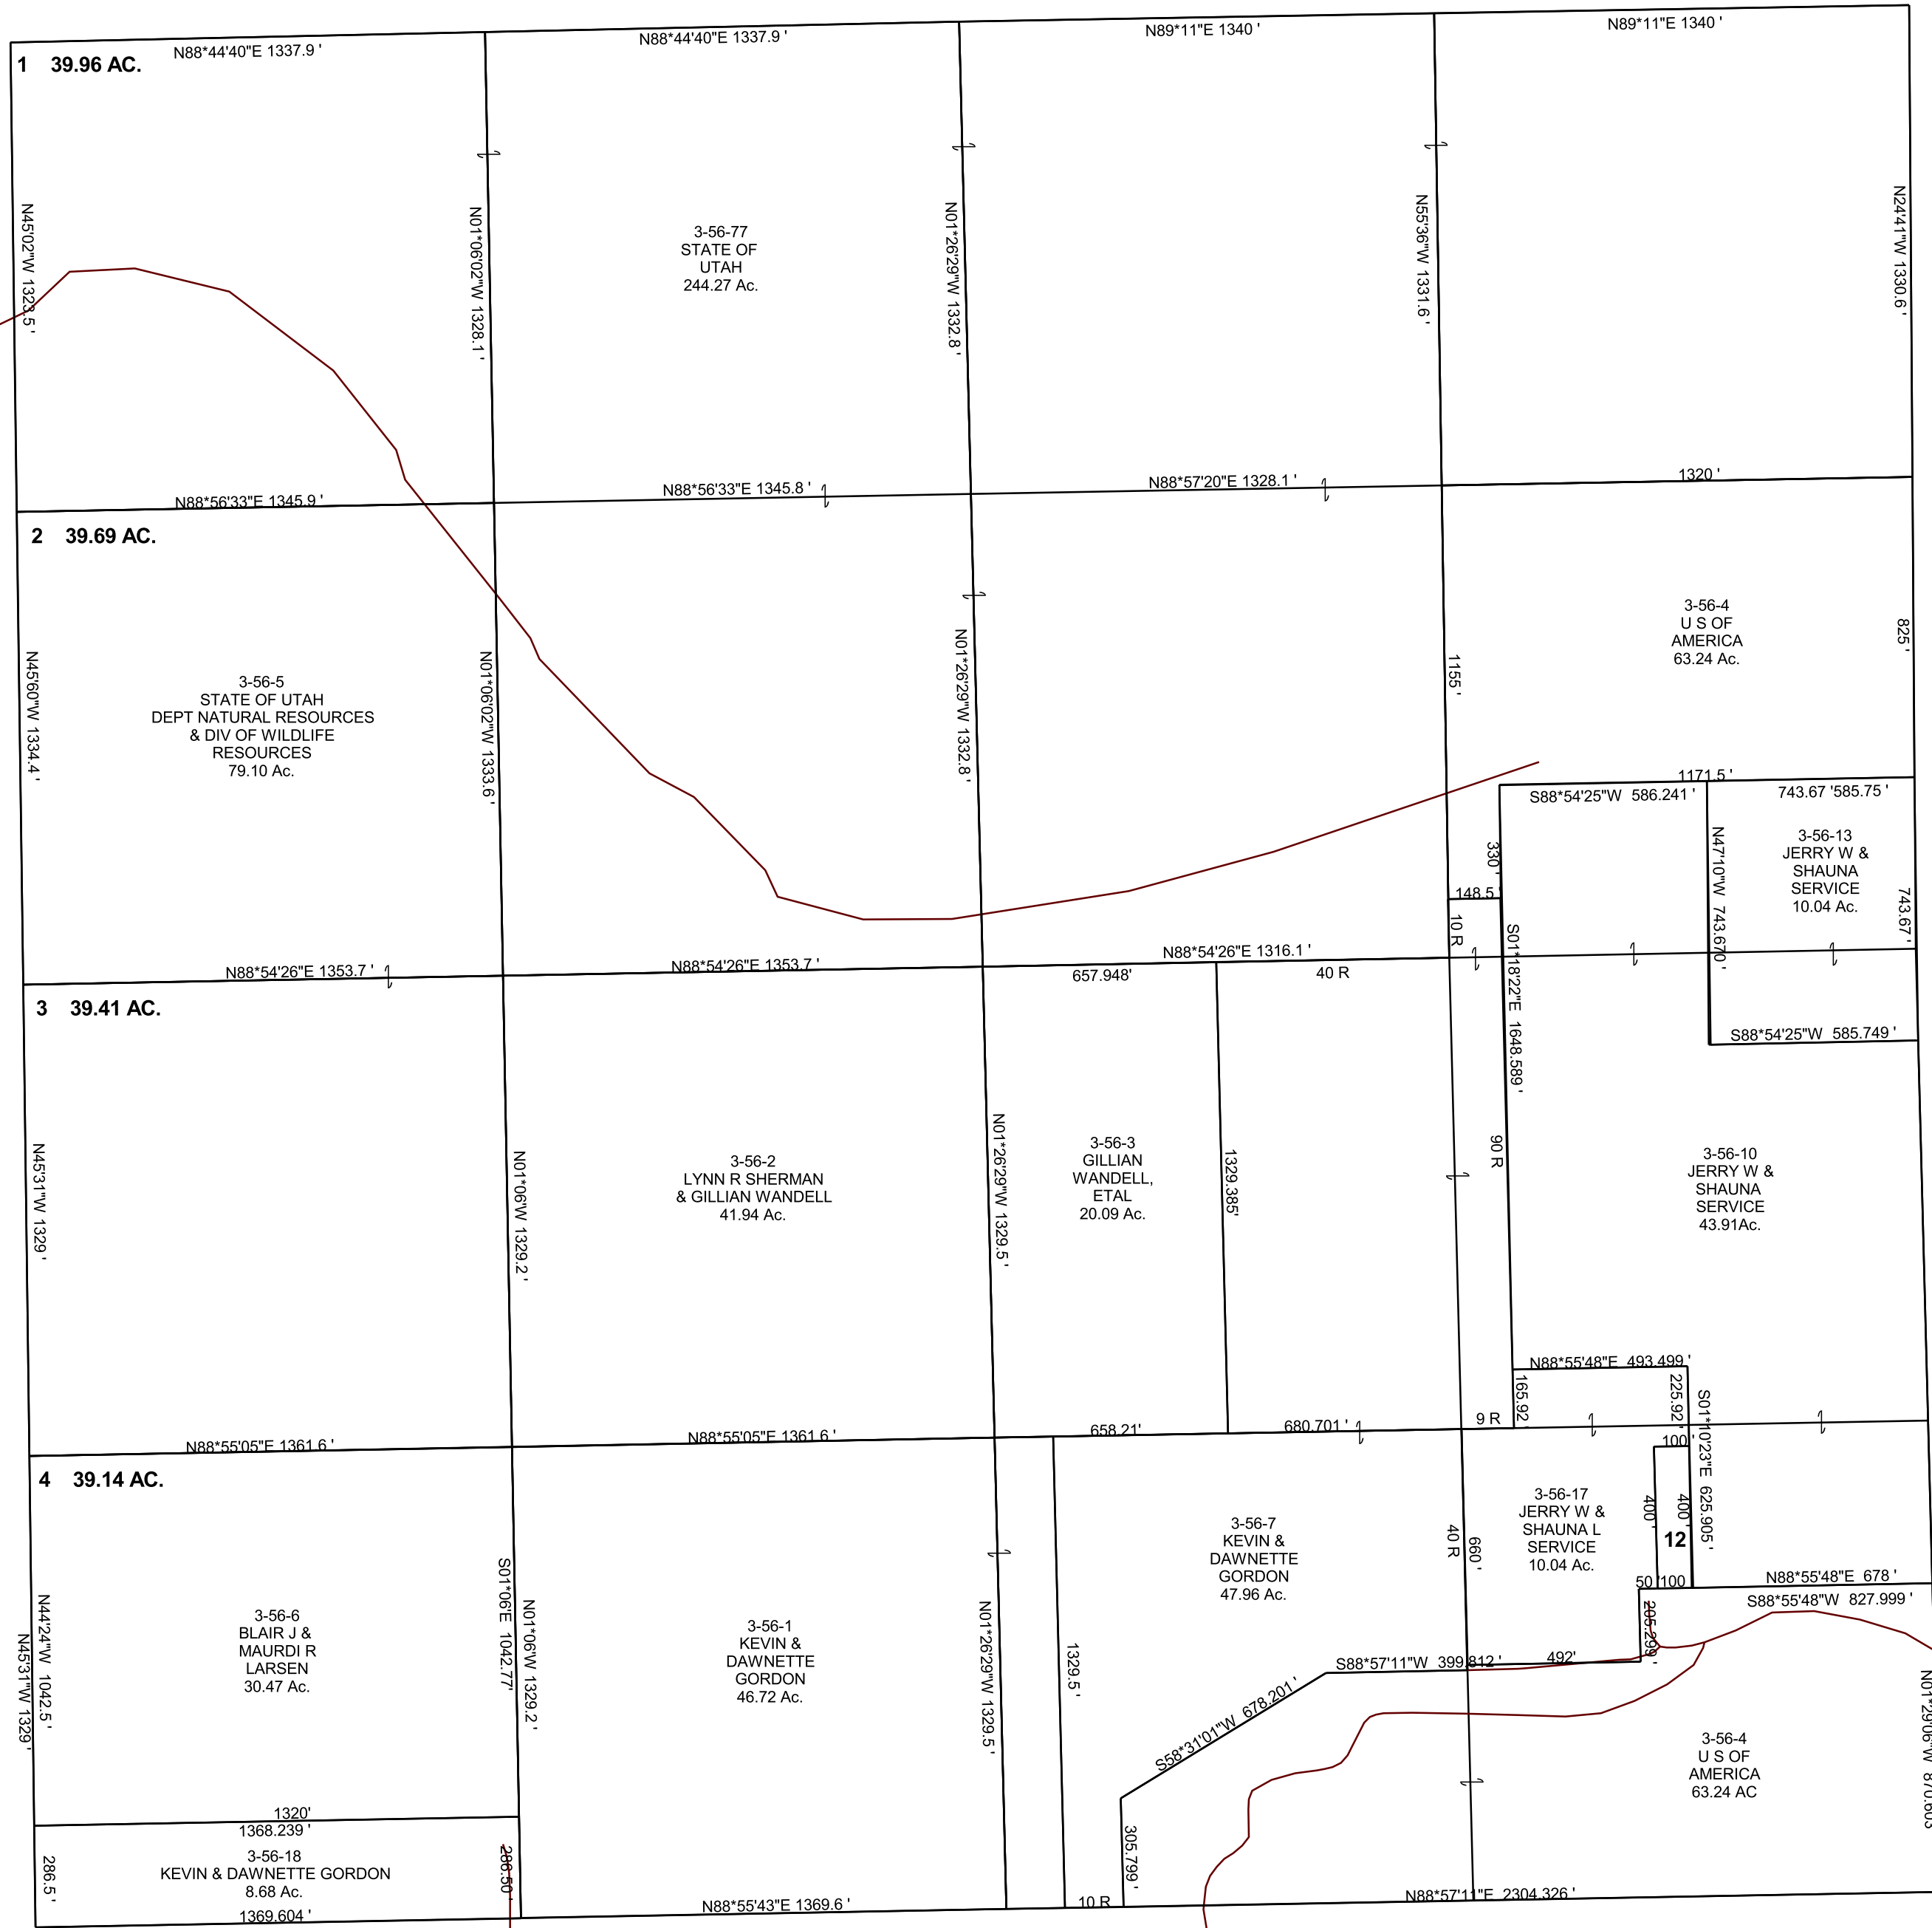 N88*44'40"E 1337.9 '
N88*44'40"E 1337.9 '
N89*11"E 1340 '
N89*11"E 1340 '
1 39.96 AC.
N45'02"W 1323.5 '
N01*06'02"W 1328.1 '
3-56-77
STATE OF
UTAH
244.27 Ac.
N01*26'29"W 1332.8 '
N55'36"W 1331.6 '
N24'41"W 1330.6 '
N88*56'33"E 1345.9 '
N88*56'33"E 1345.8 '
N88*57'20"E 1328.1 '
1320 '
2 39.69 AC.
N45'60"W 1334.4 '
3-56-5
STATE OF UTAH
DEPT NATURAL RESOURCES
& DIV OF WILDLIFE
RESOURCES
79.10 Ac.
N01*06'02"W 1333.6 '
N01*26'29"W 1332.8 '
1155 '
3-56-4
U S OF
AMERICA
63.24 Ac.
825 '
1171.5 '
S88*54'25"W 586.241 '
743.67 '585.75 '
330 '
148.5 '
10 R
N47'10"W 743.670 '
3-56-13
JERRY W &
SHAUNA
SERVICE
10.04 Ac.
743.67 '
N88*54'26"E 1353.7 '
N88*54'26"E 1353.7 '
N88*54'26"E 1316.1 '
657.948'
40 R
S01*18'22"E 1648.589 '
S88*54'25"W 585.749 '
3 39.41 AC.
N45'31"W 1329 '
N01*06'W 1329.2 '
3-56-2
LYNN R SHERMAN
& GILLIAN WANDELL
41.94 Ac.
N01*26'29"W 1329.5 '
3-56-3
GILLIAN
WANDELL,
ETAL
20.09 Ac.
1329.385'
90 R
3-56-10
JERRY W &
SHAUNA
SERVICE
43.91Ac.
N88*55'48"E 493.499 '
165.92
225.92 '
S01*10'23"E 625.905 '
N88*55'05"E 1361.6 '
N88*55'05"E 1361.6 '
658.21'
680.701 '
9 R
100 '
4 39.14 AC.
N44'24"W 1042.5 '
N45'31"W 1329 '
3-56-6
BLAIR J &
MAURDI R
LARSEN
30.47 Ac.
S01*06'E 1042.77'
N01*06'W 1329.2 '
3-56-1
KEVIN &
DAWNETTE
GORDON
46.72 Ac.
N01*26'29"W 1329.5 '
1329.5 '
3-56-7
KEVIN &
DAWNETTE
GORDON
47.96 Ac.
40 R
660 '
3-56-17
JERRY W &
SHAUNA L
SERVICE
10.04 Ac.
400 '
400 '
12
50 '100 '
N88*55'48"E 678 '
S88*55'48"W 827.999 '
205.299 '
S88*57'11"W 399.812 '
492'
S58*31'01"W 678.201 '
305.799 '
3-56-4
U S OF
AMERICA
63.24 AC
N01*29'06"W 870.603
1320'
1368.239 '
3-56-18
KEVIN & DAWNETTE GORDON
8.68 Ac.
286.5 '
286.50 '
1369.604 '
N88*55'43"E 1369.6 '
10 R
N88*57'11"E 2304.326 '